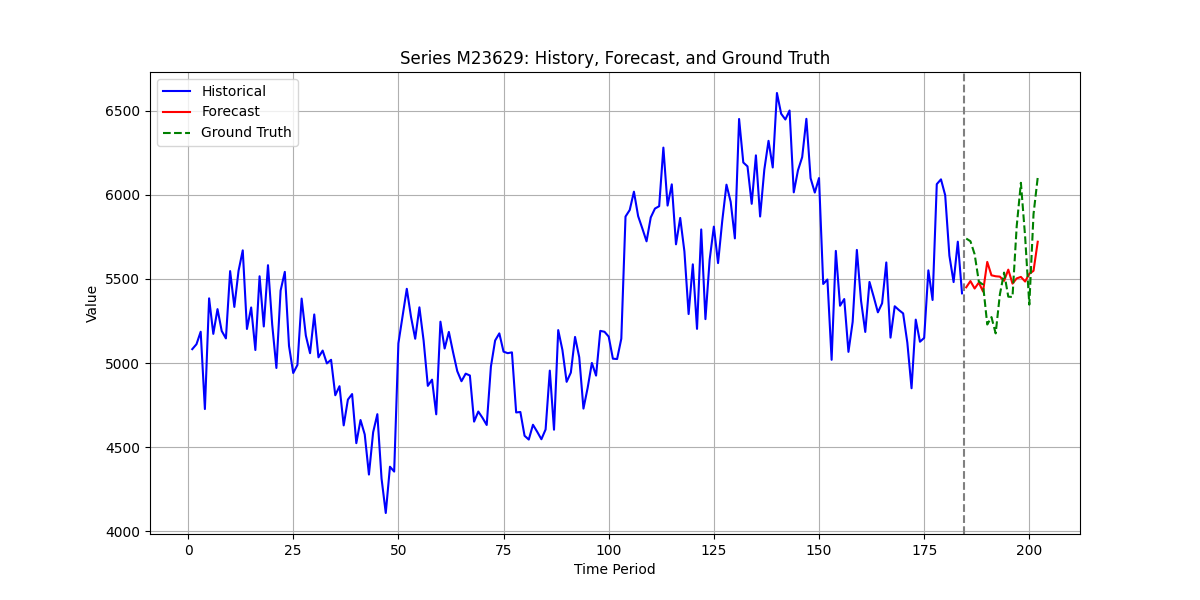 Series M23629: History, Forecast, and Ground Truth
Historical
Forecast
Ground Truth
6500
6000
5500
5000
4500
4000
Value
0 25 50 75 100 125 150 175 200
Time Period